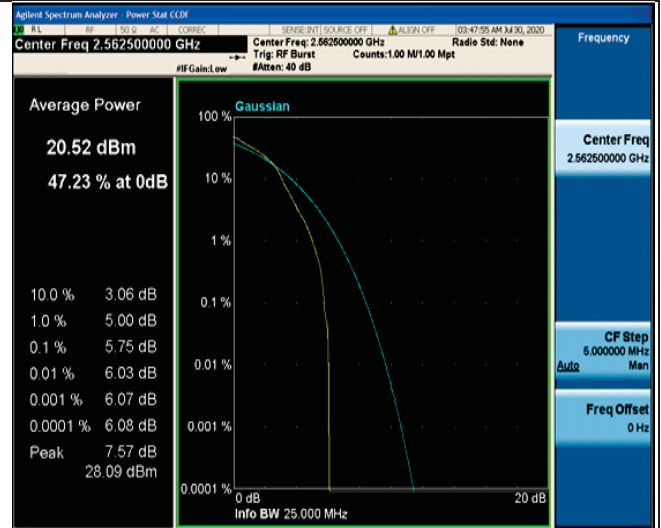 Agilent Spectrum Analyzer - Power Stat CCDF
RL RF 50 Ω AC CORREC SENSE:INT SOURCE OFF ALIGN OFF 03:47:55 AM Jul 30, 2020
Center Freq 2.562500000 GHz
Center Freq: 2.562500000 GHz Radio Std: None
Trig: RF Burst Counts:1.00 M/1.00 Mpt
#IFGain:Low #Atten: 40 dB
Frequency
Average Power
20.52 dBm
47.23 % at 0dB
10.0 % 3.06 dB
1.0 % 5.00 dB
0.1 % 5.75 dB
0.01 % 6.03 dB
0.001 % 6.07 dB
0.0001 % 6.08 dB
Peak 7.57 dB
28.09 dBm
Gaussian
100 %
10 %
1 %
0.1 %
0.01 %
0.001 %
0.0001 %
0 dB 20 dB
Info BW 25.000 MHz
Center Freq
2.562500000 GHz
CF Step
5.000000 MHz
Auto Man
Freq Offset
0 Hz